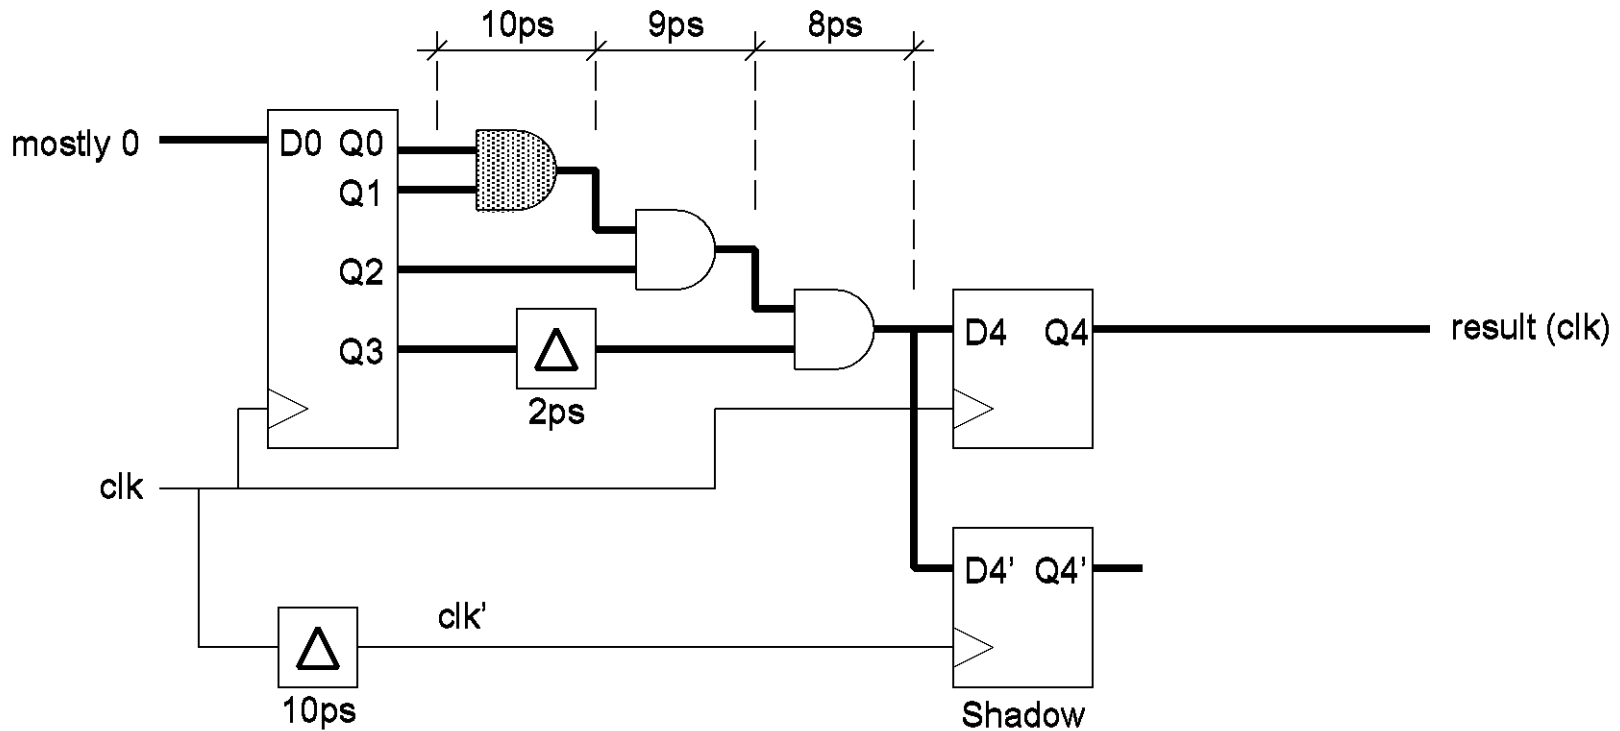 10ps 9ps 8ps
mostly 0
D0 Q0
Q1
Q2
Q3
Δ
2ps
D4 Q4
result (clk)
clk
D4’ Q4’
clk’
Δ
10ps
Shadow